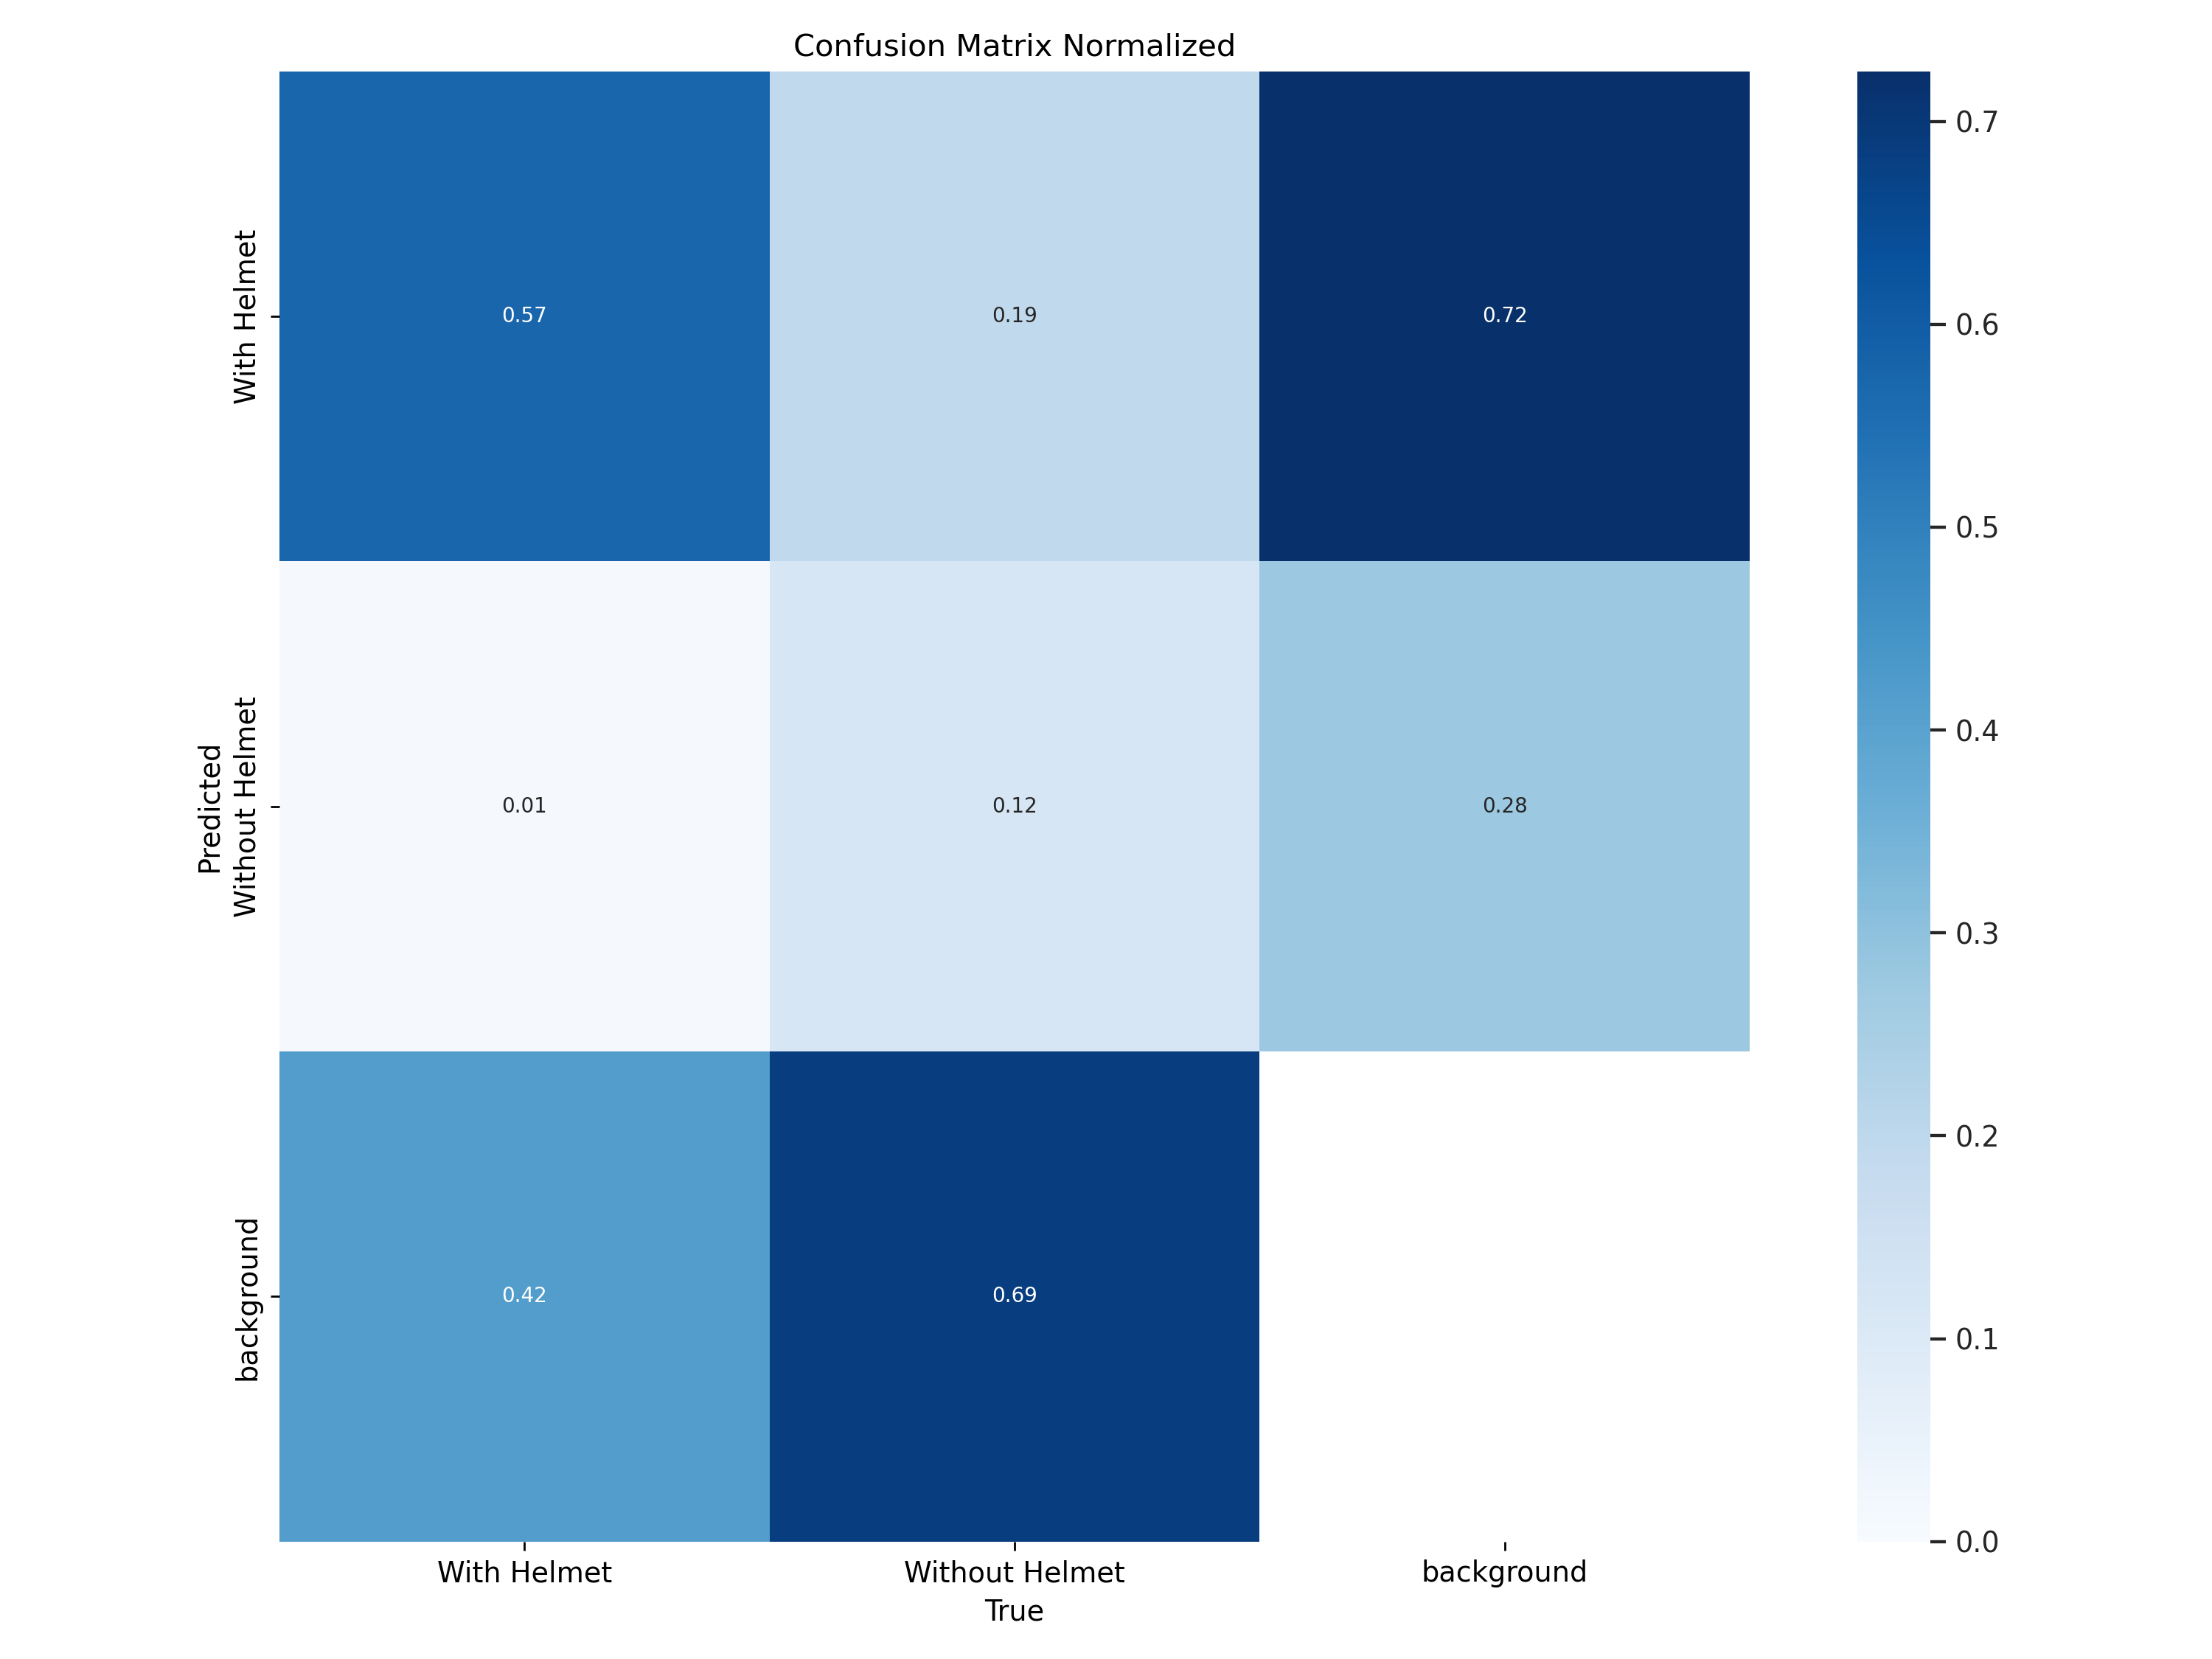 Confusion Matrix Normalized
With Helmet
0.57
0.19
0.72
0.7
0.6
0.5
0.4
0.3
0.2
0.1
0.0
Predicted
Without Helmet
0.01
0.12
0.28
background
0.42
0.69
With Helmet
Without Helmet
background
True